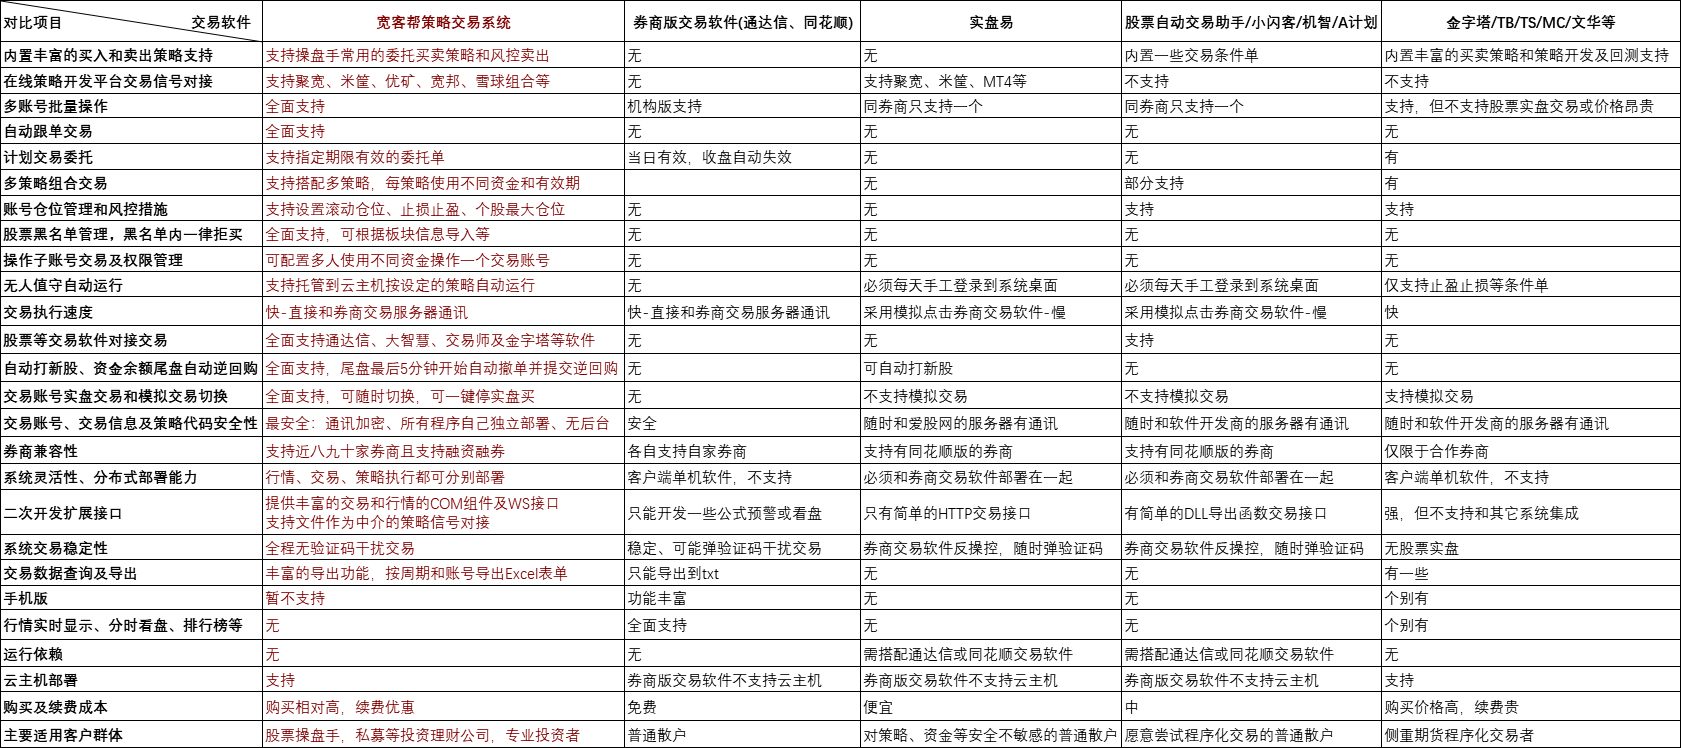 对比项目 交易软件 宽客帮策略交易系统 券商版交易软件(通达信、同花顺) 实盘易 股票自动交易助手/小闪客/机智/A计划 金字塔/TB/TS/MC/文华等
内置丰富的买入和卖出策略支持 支持操盘手常用的委托买卖策略和风控卖出 无 无 内置一些交易条件单 内置丰富的买卖策略和策略开发及回测支持
在线策略开发平台交易信号对接 支持聚宽、米筐、优矿、宽邦、雪球组合等 无 支持聚宽、米筐、MT4等 不支持 不支持
多账号批量操作 全面支持 机构版支持 同券商只支持一个 同券商只支持一个 支持，但不支持股票实盘交易或价格昂贵
自动跟单交易 全面支持 无 无 无 无
计划交易委托 支持指定期限有效的委托单 当日有效，收盘自动失效 无 无 有
多策略组合交易 支持搭配多策略，每策略使用不同资金和有效期 无 部分支持 有
账号仓位管理和风控措施 支持设置滚动仓位、止损止盈、个股最大仓位 无 无 支持 支持
股票黑名单管理，黑名单内一律拒买 全面支持，可根据板块信息导入等 无 无 无 无
操作子账号交易及权限管理 可配置多人使用不同资金操作一个交易账号 无 无 无 无
无人值守自动运行 支持托管到云主机按设定的策略自动运行 无 必须每天手工登录到系统桌面 必须每天手工登录到系统桌面 仅支持止盈止损等条件单
交易执行速度 快-直接和券商交易服务器通讯 快-直接和券商交易服务器通讯 采用模拟点击券商交易软件-慢 采用模拟点击券商交易软件-慢 快
股票等交易软件对接交易 全面支持通达信、大智慧、交易师及金字塔等软件 无 无 支持 无
自动打新股、资金余额尾盘自动逆回购 全面支持，尾盘最后5分钟开始自动撤单并提交逆回购 无 可自动打新股 无 无
交易账号实盘交易和模拟交易切换 全面支持，可随时切换，可一键停实盘买 无 不支持模拟交易 不支持模拟交易 支持模拟交易
交易账号、交易信息及策略代码安全性 最安全：通讯加密、所有程序自己独立部署、无后台 安全 随时和爱股网的服务器有通讯 随时和软件开发商的服务器有通讯 随时和软件开发商的服务器有通讯
券商兼容性 支持近八九十家券商且支持融资融券 各自支持自家券商 支持有同花顺版的券商 支持有同花顺版的券商 仅限于合作券商
系统灵活性、分布式部署能力 行情、交易、策略执行都可分别部署 客户端单机软件，不支持 必须和券商交易软件部署在一起 必须和券商交易软件部署在一起 客户端单机软件，不支持
二次开发扩展接口 提供丰富的交易和行情的COM组件及WS接口
支持文件作为中介的策略信号对接 只能开发一些公式预警或看盘 只有简单的HTTP交易接口 有简单的DLL导出函数交易接口 强，但不支持和其它系统集成
系统交易稳定性 全程无验证码干扰交易 稳定、可能弹验证码干扰交易 券商交易软件反操控，随时弹验证码 券商交易软件反操控，随时弹验证码 无股票实盘
交易数据查询及导出 丰富的导出功能，按周期和账号导出Excel表单 只能导出到txt 无 无 有一些
手机版 暂不支持 功能丰富 无 无 个别有
行情实时显示、分时看盘、排行榜等 无 全面支持 无 无 个别有
运行依赖 无 无 需搭配通达信或同花顺交易软件 需搭配通达信或同花顺交易软件 无
云主机部署 支持 券商版交易软件不支持云主机 券商版交易软件不支持云主机 券商版交易软件不支持云主机 支持
购买及续费成本 购买相对高，续费优惠 免费 便宜 中 购买价格高，续费贵
主要适用客户群体 股票操盘手，私募等投资理财公司，专业投资者 普通散户 对策略、资金等安全不敏感的普通散户 愿意尝试程序化交易的普通散户 侧重期货程序化交易者